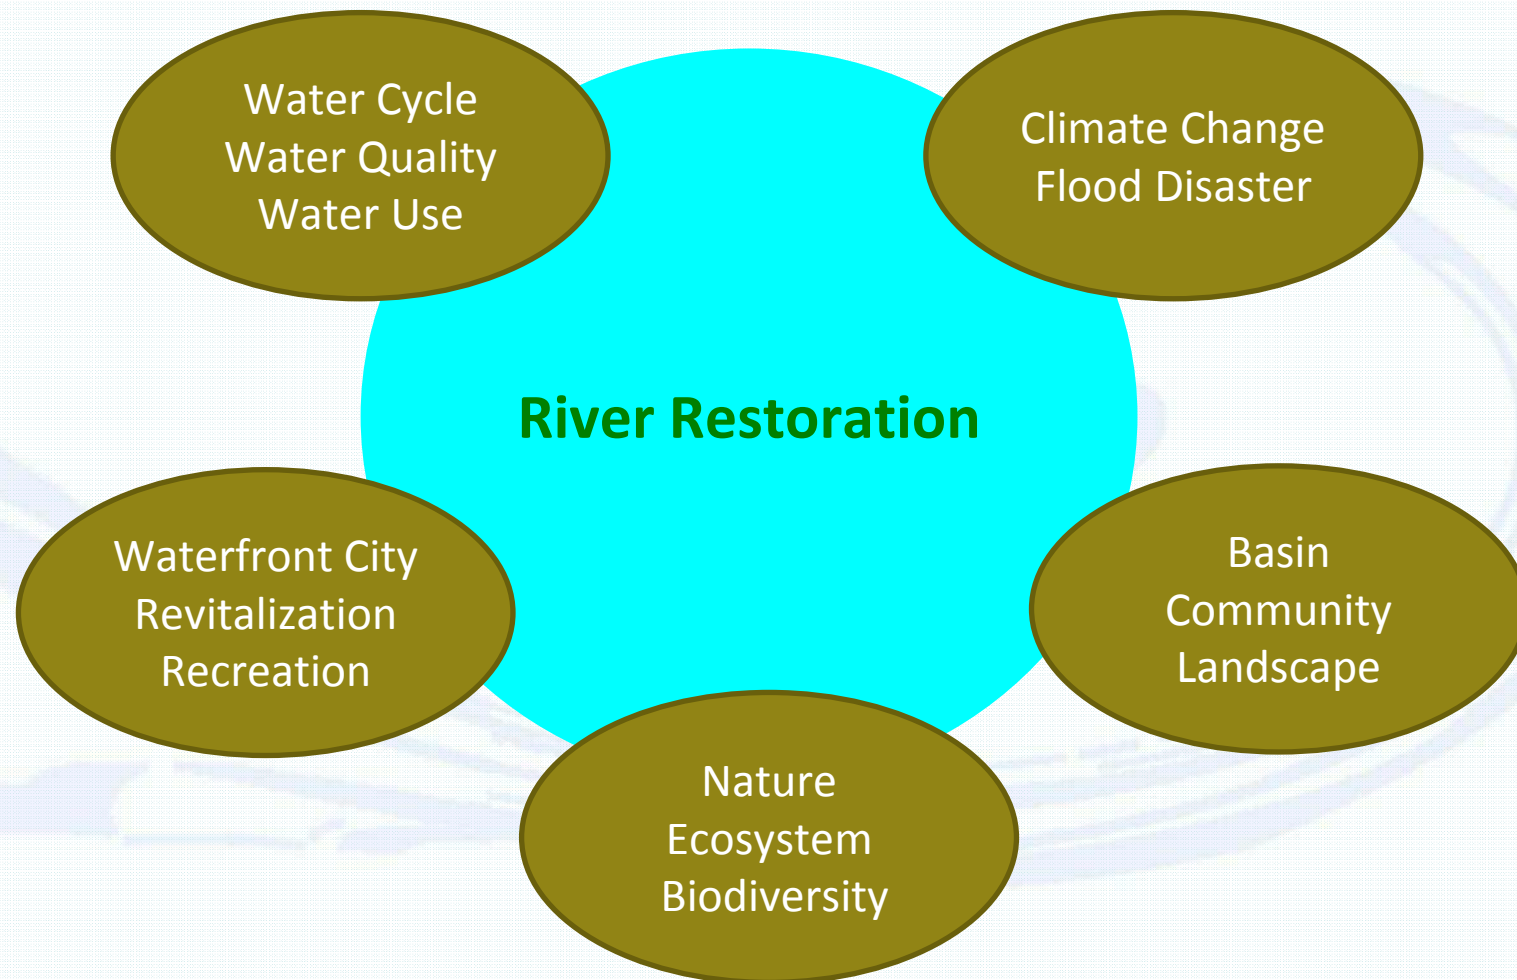 Water Cycle
Water Quality
Water Use
Climate Change
Flood Disaster
River Restoration
Waterfront City
Revitalization
Recreation
Basin
Community
Landscape
Nature
Ecosystem
Biodiversity